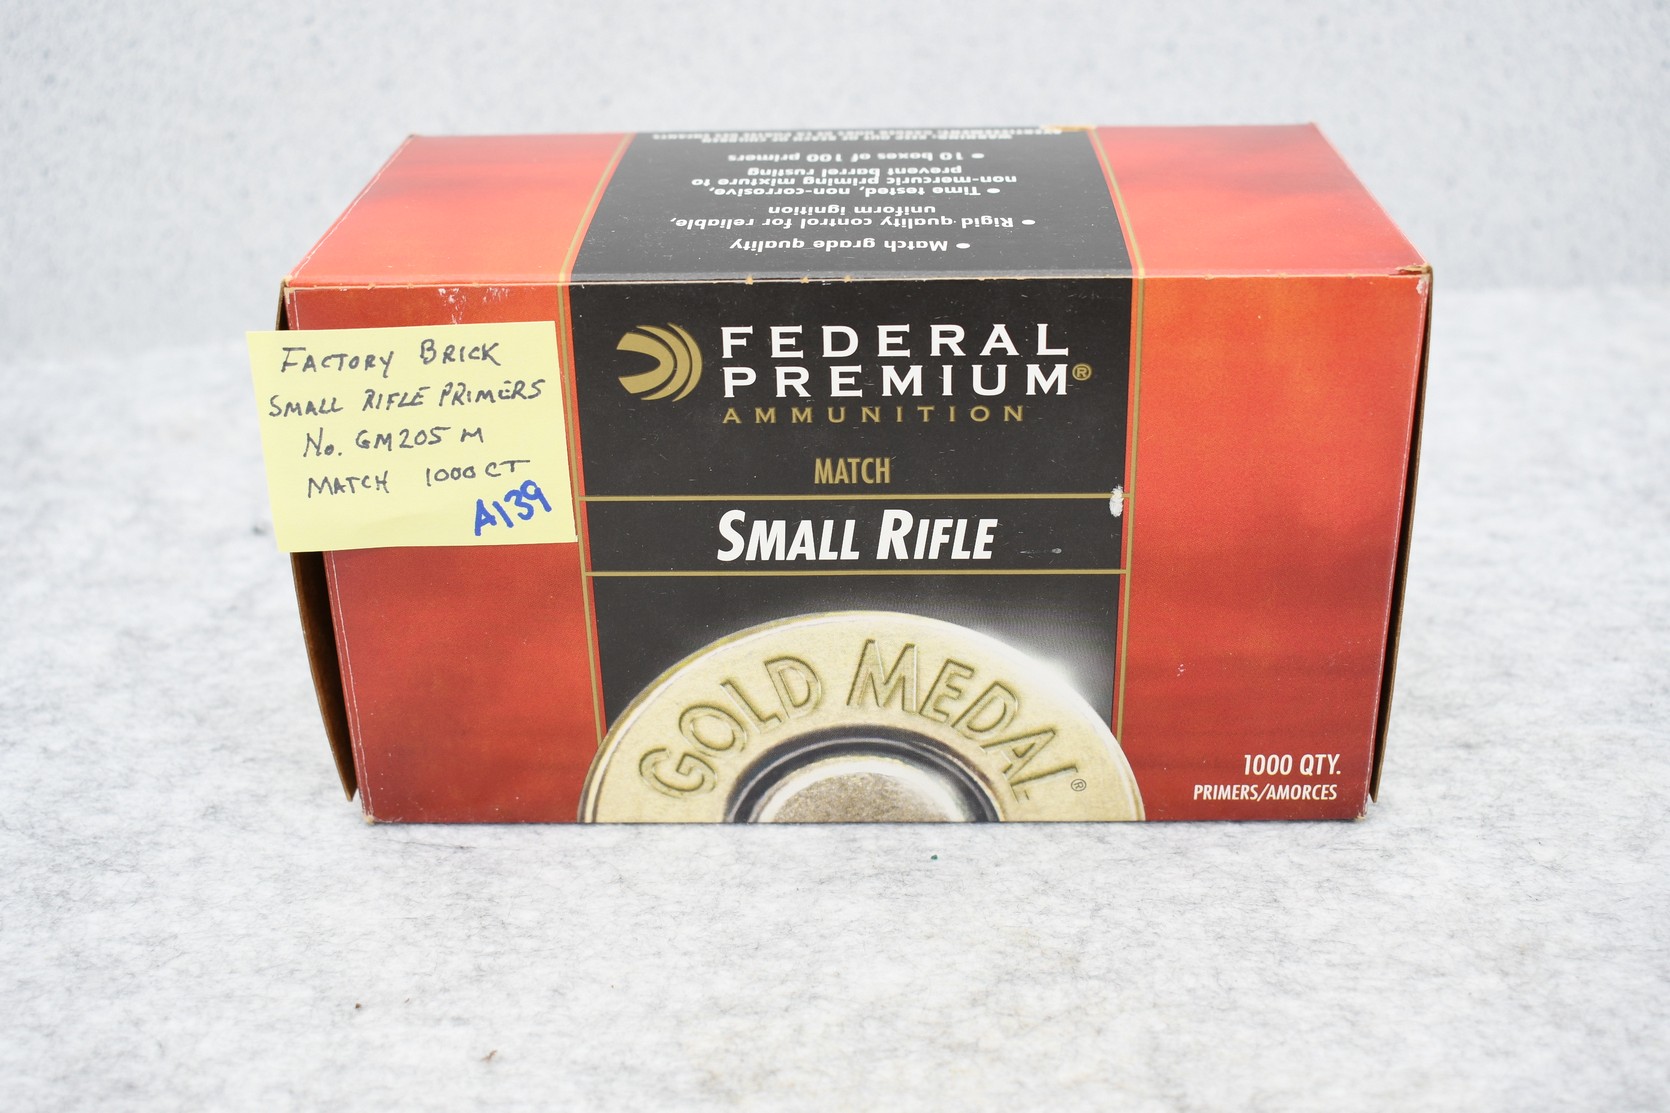 • Match grade quality
• Rigid quality control for reliable,
uniform ignition
• Time tested, non-corrosive,
non-mercuric priming mixture to
prevent barrel rusting
• 10 boxes of 100 primers
FACTORY BRICK
SMALL RIFLE PRIMERS
No. GM205M
MATCH 1000 CT
A139
FEDERAL
PREMIUM®
AMMUNITION
MATCH
SMALL RIFLE
GOLD MEDAL®
1000 QTY.
PRIMERS/AMORCES